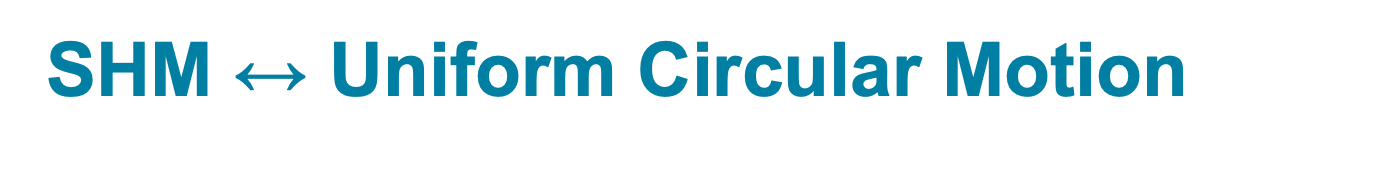 SHM ↔ Uniform Circular Motion